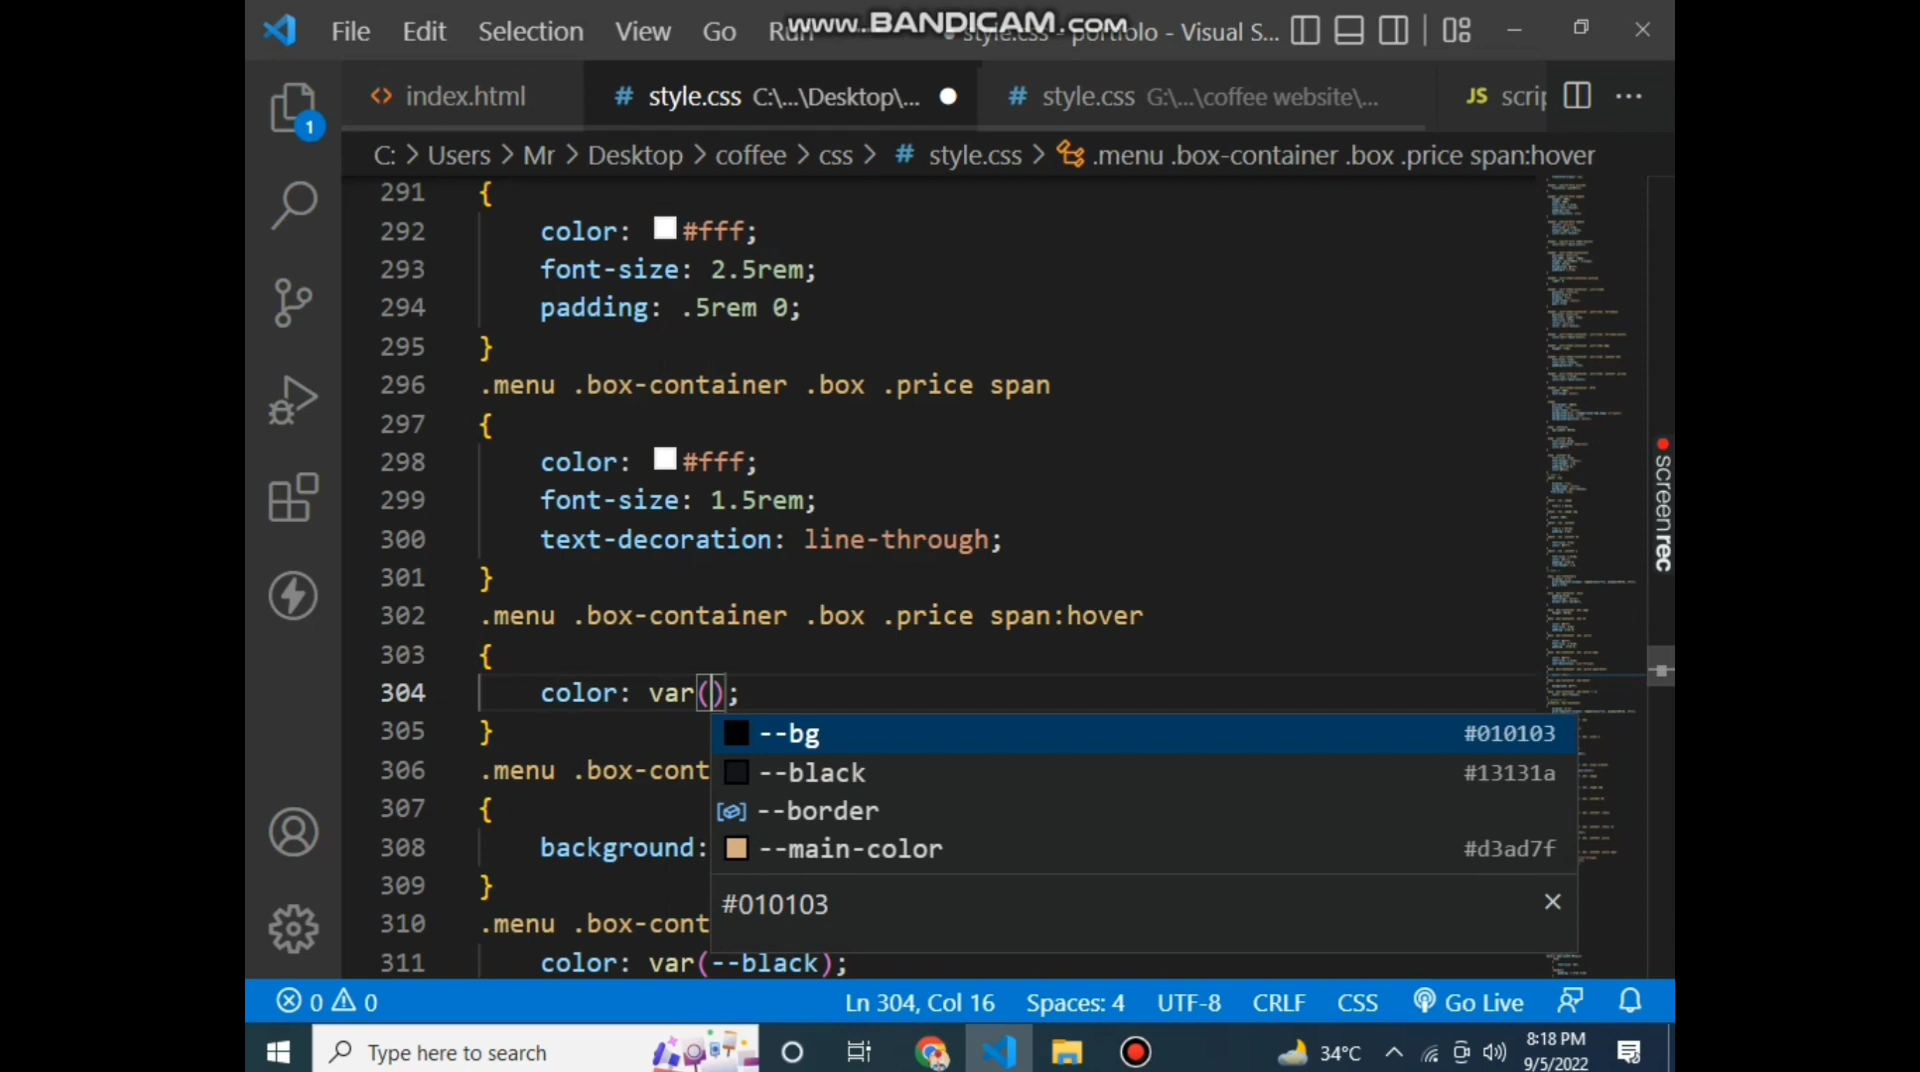 File Edit Selection View Go Run
www.BANDICAM.com
style.css - portfolo - Visual S...
index.html
# style.css C:\...\Desktop\...
# style.css G:\...\coffee website\...
JS scrip
C: > Users > Mr > Desktop > coffee > css > # style.css > .menu .box-container .box .price span:hover
1
291 {
292 color: #fff;
293 font-size: 2.5rem;
294 padding: .5rem 0;
295 }
296 .menu .box-container .box .price span
297 {
298 color: #fff;
299 font-size: 1.5rem;
300 text-decoration: line-through;
301 }
302 .menu .box-container .box .price span:hover
303 {
304 color: var();
305 }
306 .menu .box-cont
307 {
308 background:
309 }
310 .menu .box-cont
311 color: var(--black);
--bg #010103
--black #13131a
--border
--main-color #d3ad7f
#010103
screenrec
0 0
Ln 304, Col 16 Spaces: 4 UTF-8 CRLF CSS Go Live
Type here to search
34°C
8:18 PM
9/5/2022